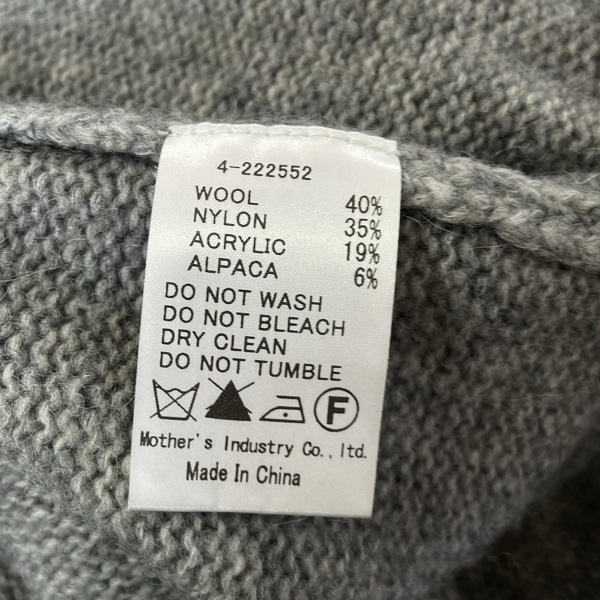 4-222552
WOOL 40%
NYLON 35%
ACRYLIC 19%
ALPACA 6%
DO NOT WASH
DO NOT BLEACH
DRY CLEAN
DO NOT TUMBLE
F
Mother's Industry Co., ltd.
Made In China